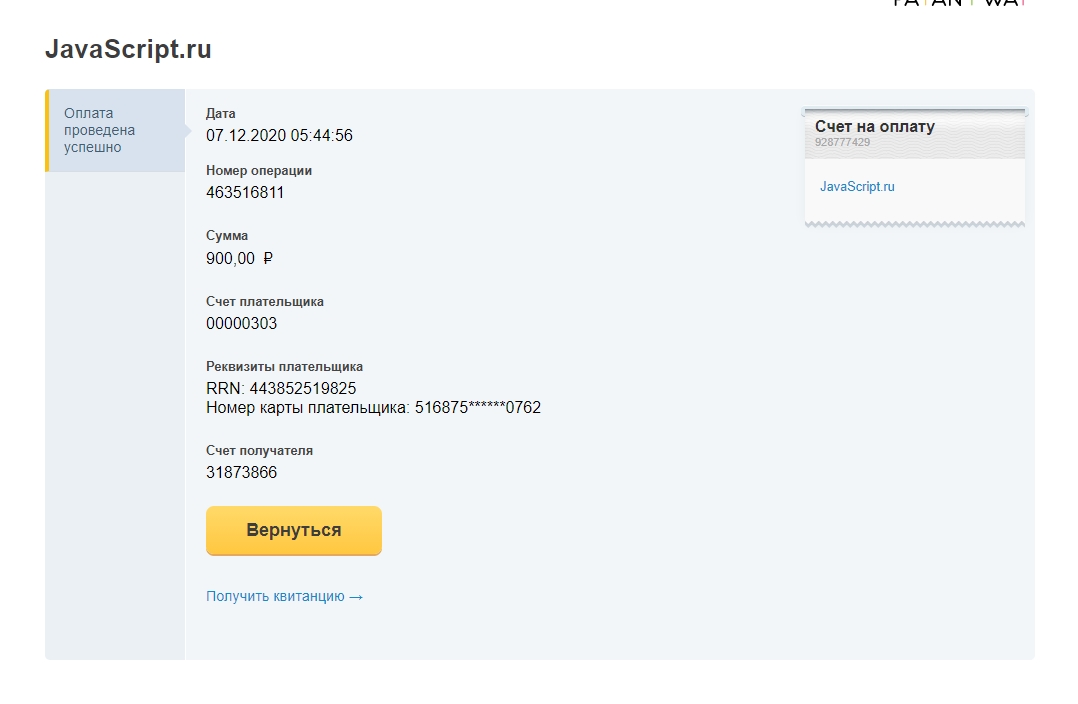 PAYANYWAY
JavaScript.ru
Оплата
проведена
успешно
Дата
07.12.2020 05:44:56
Номер операции
463516811
Сумма
900,00 ₽
Счет плательщика
00000303
Реквизиты плательщика
RRN: 443852519825
Номер карты плательщика: 516875******0762
Счет получателя
31873866
Вернуться
Получить квитанцию →
Счет на оплату
928777429
JavaScript.ru